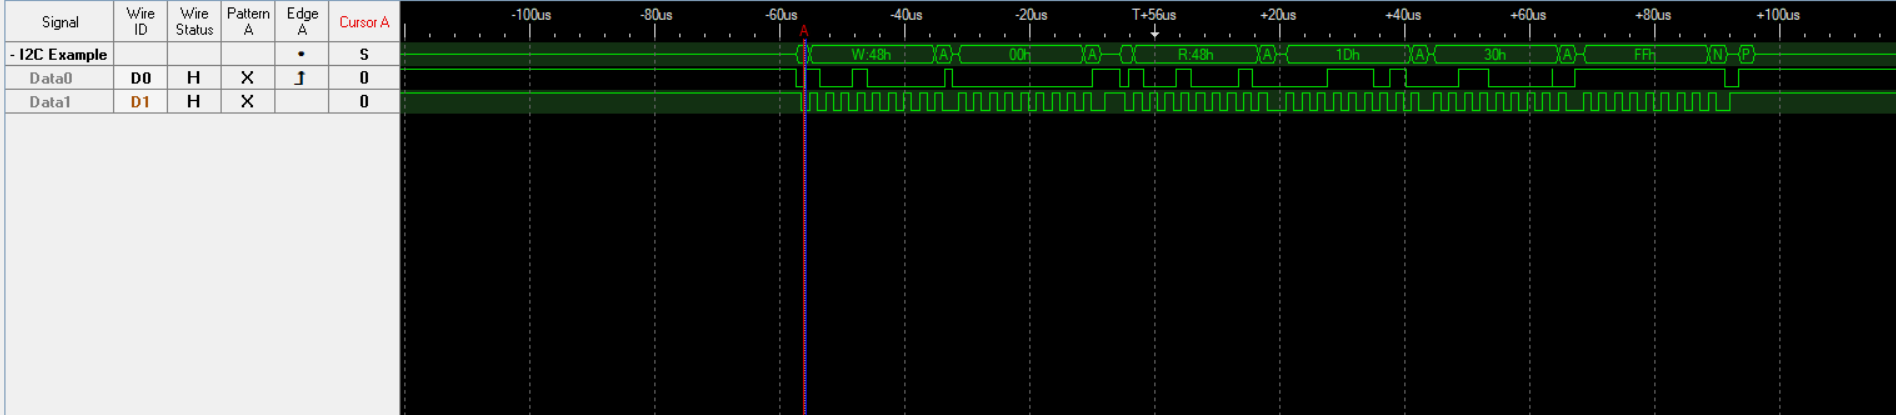 Signal Wire ID Wire Status Pattern A Edge A Cursor A
-100us -80us -60us -40us -20us T+56us +20us +40us +60us +80us +100us
A
- I2C Example S
W:48h A 00h A R:48h A 1Dh A 30h A FFh N P
Data0 D0 H X 0
Data1 D1 H X 0